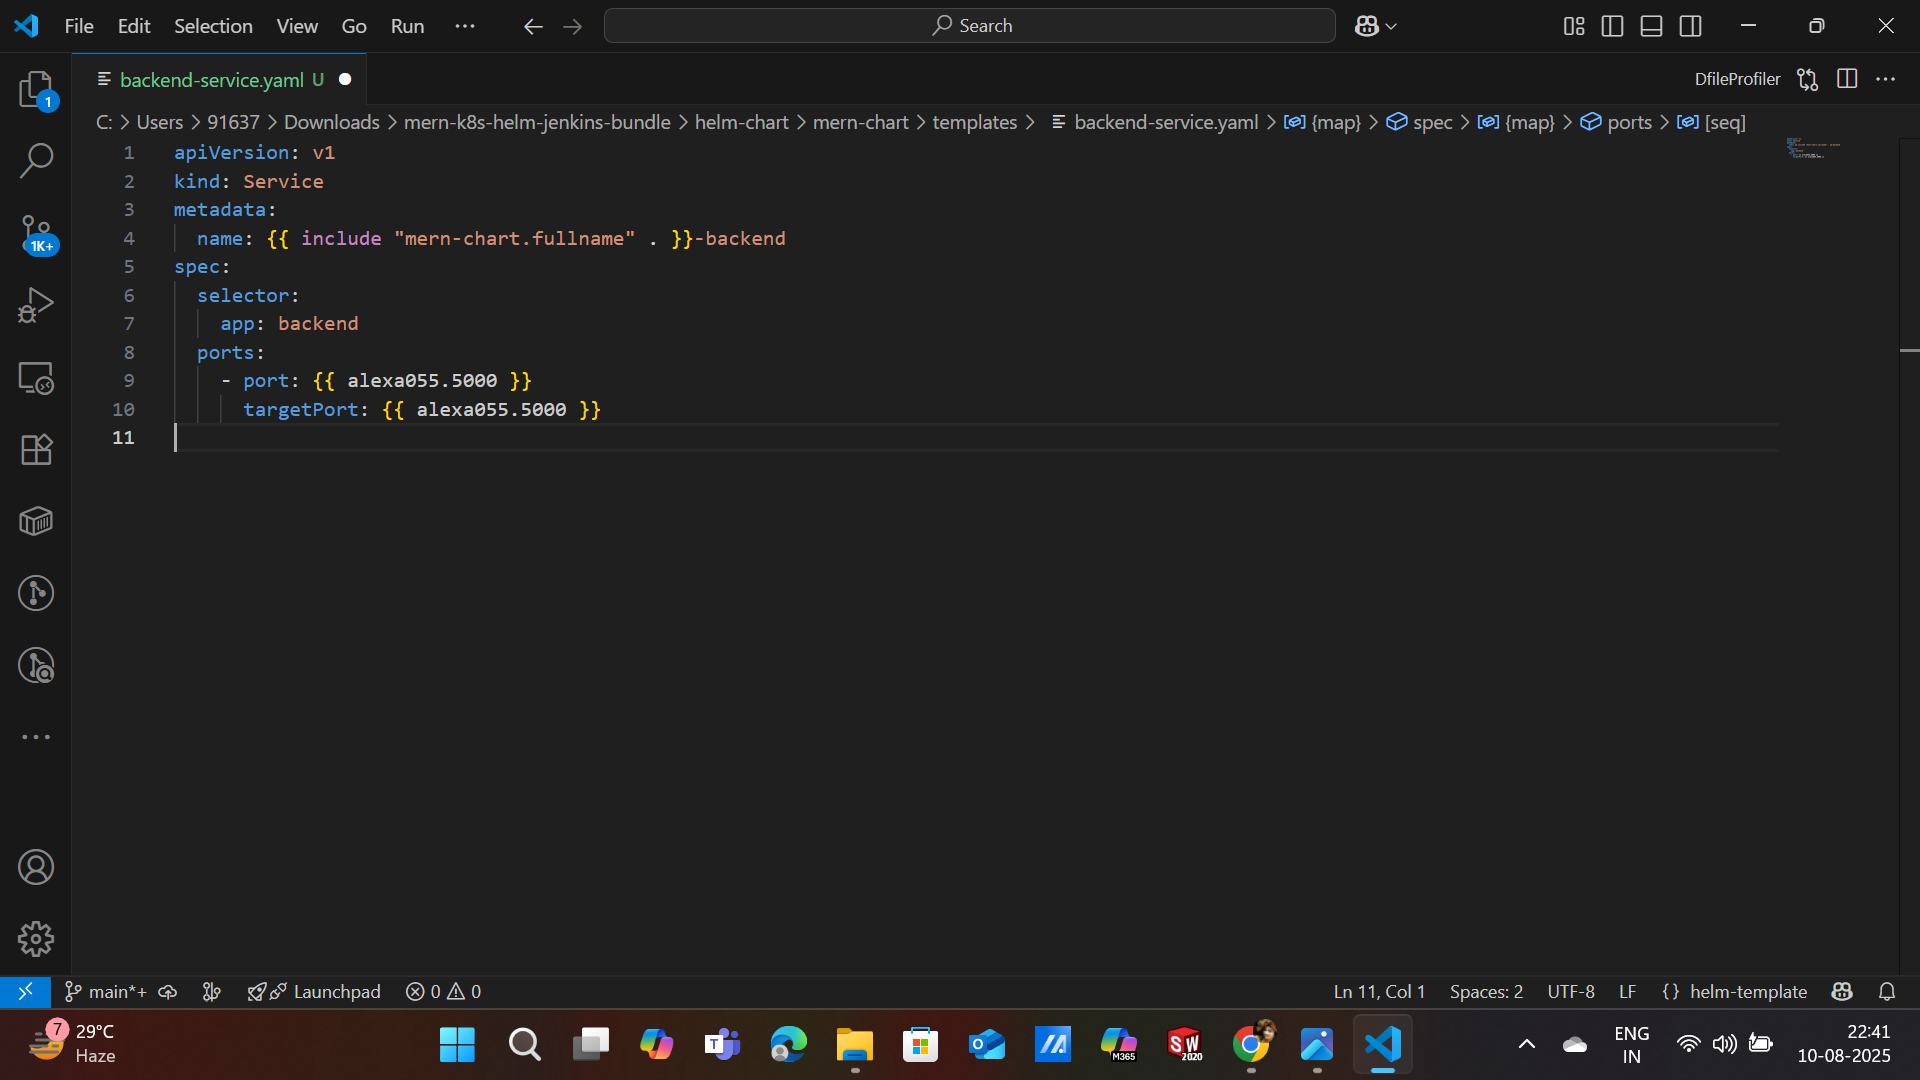 File Edit Selection View Go Run ··· Search
backend-service.yaml U DfileProfiler
C: > Users > 91637 > Downloads > mern-k8s-helm-jenkins-bundle > helm-chart > mern-chart > templates > backend-service.yaml > {map} > spec > {map} > ports > [seq]
1 apiVersion: v1
2 kind: Service
3 metadata:
4 name: {{ include "mern-chart.fullname" . }}-backend
5 spec:
6 selector:
7 app: backend
8 ports:
9 - port: {{ alexa055.5000 }}
10 targetPort: {{ alexa055.5000 }}
11
1
1K+
main*+ Launchpad 0 0 Ln 11, Col 1 Spaces: 2 UTF-8 LF {} helm-template
7 29°C
Haze
T
M365
SW
2020
ENG
IN
22:41
10-08-2025